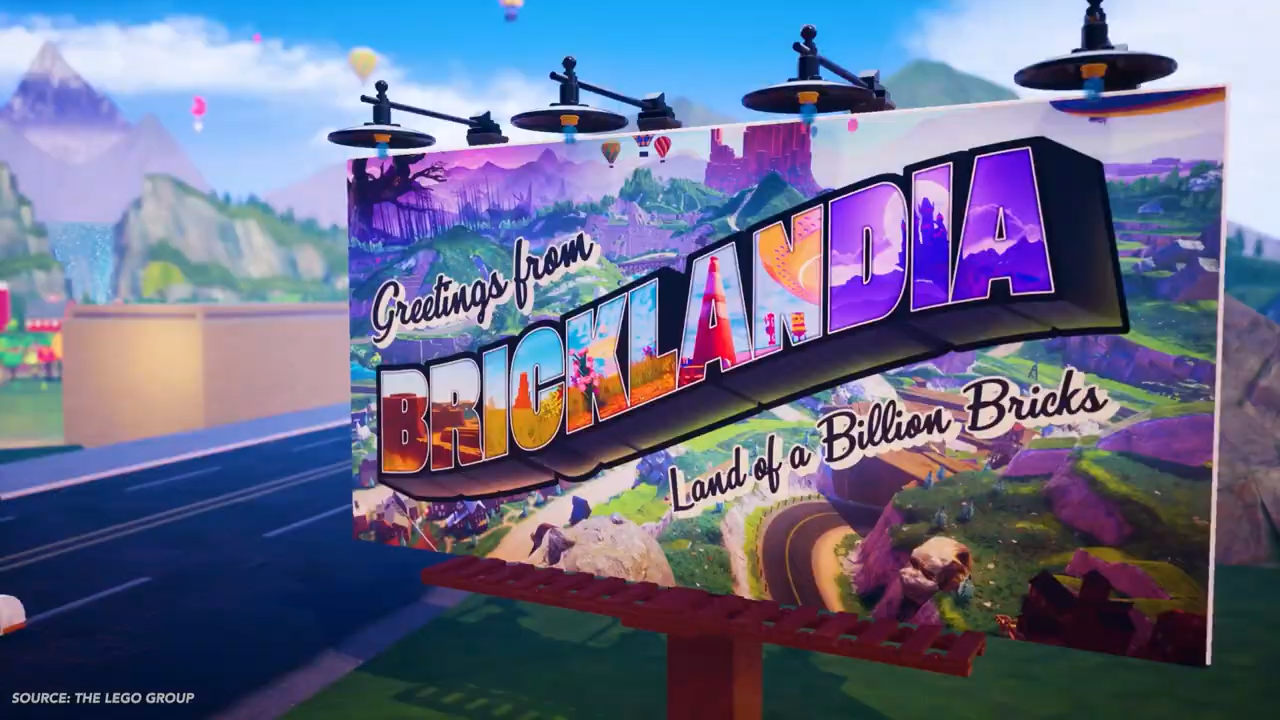 Greetings from
BRICKLANDIA
Land of a Billion Bricks
SOURCE: THE LEGO GROUP